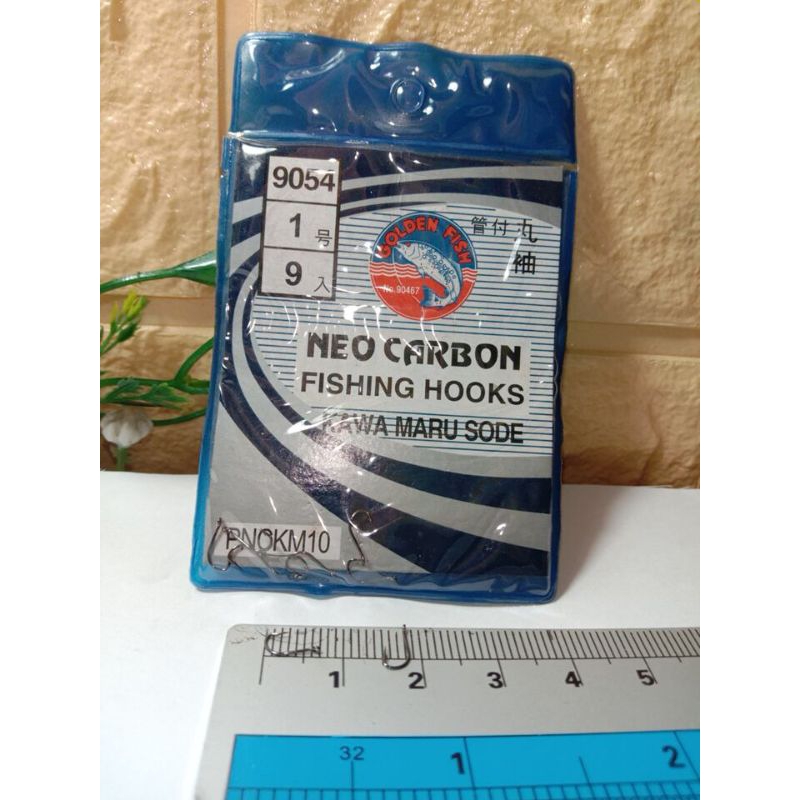 9054
1 号
9 入
GOLDEN FISH
No.90467
管付丸
袖
NEO CARBON
FISHING HOOKS
KAWA MARU SODE
PNCKM10
1 2 3 4 5
32 1 2